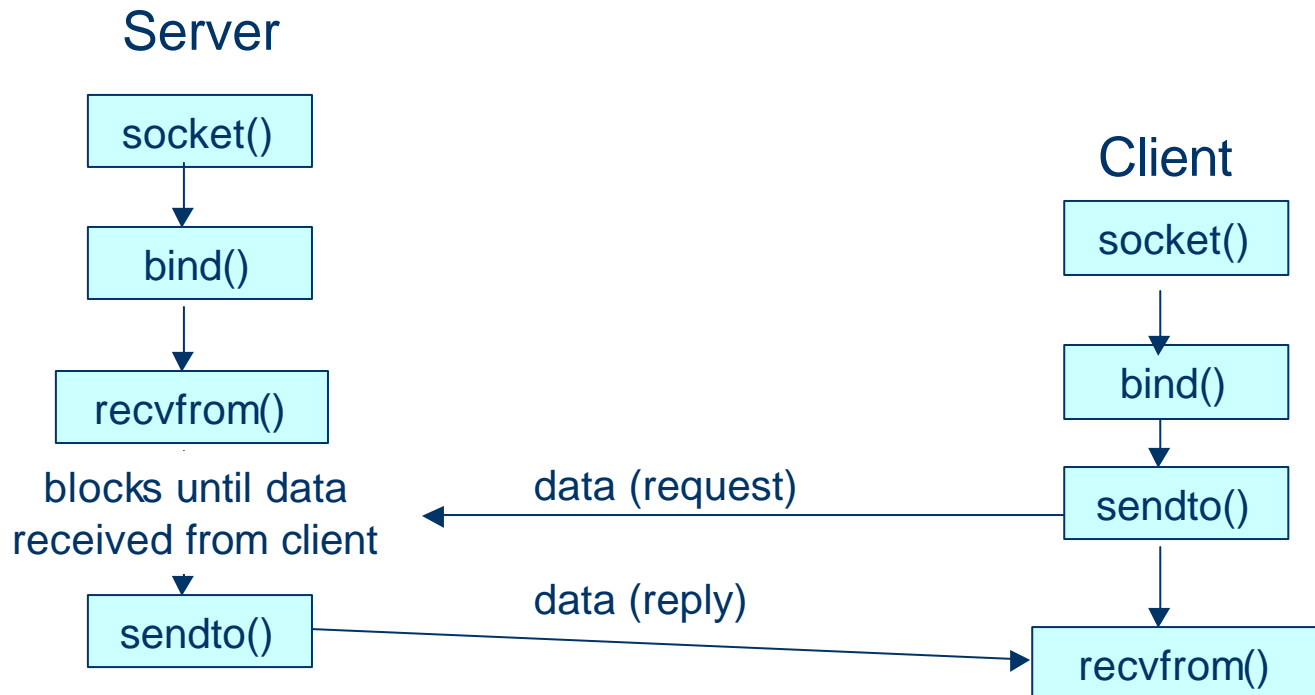 Server
socket()
bind()
recvfrom()
blocks until data
received from client
sendto()
Client
socket()
bind()
sendto()
recvfrom()
data (request)
data (reply)